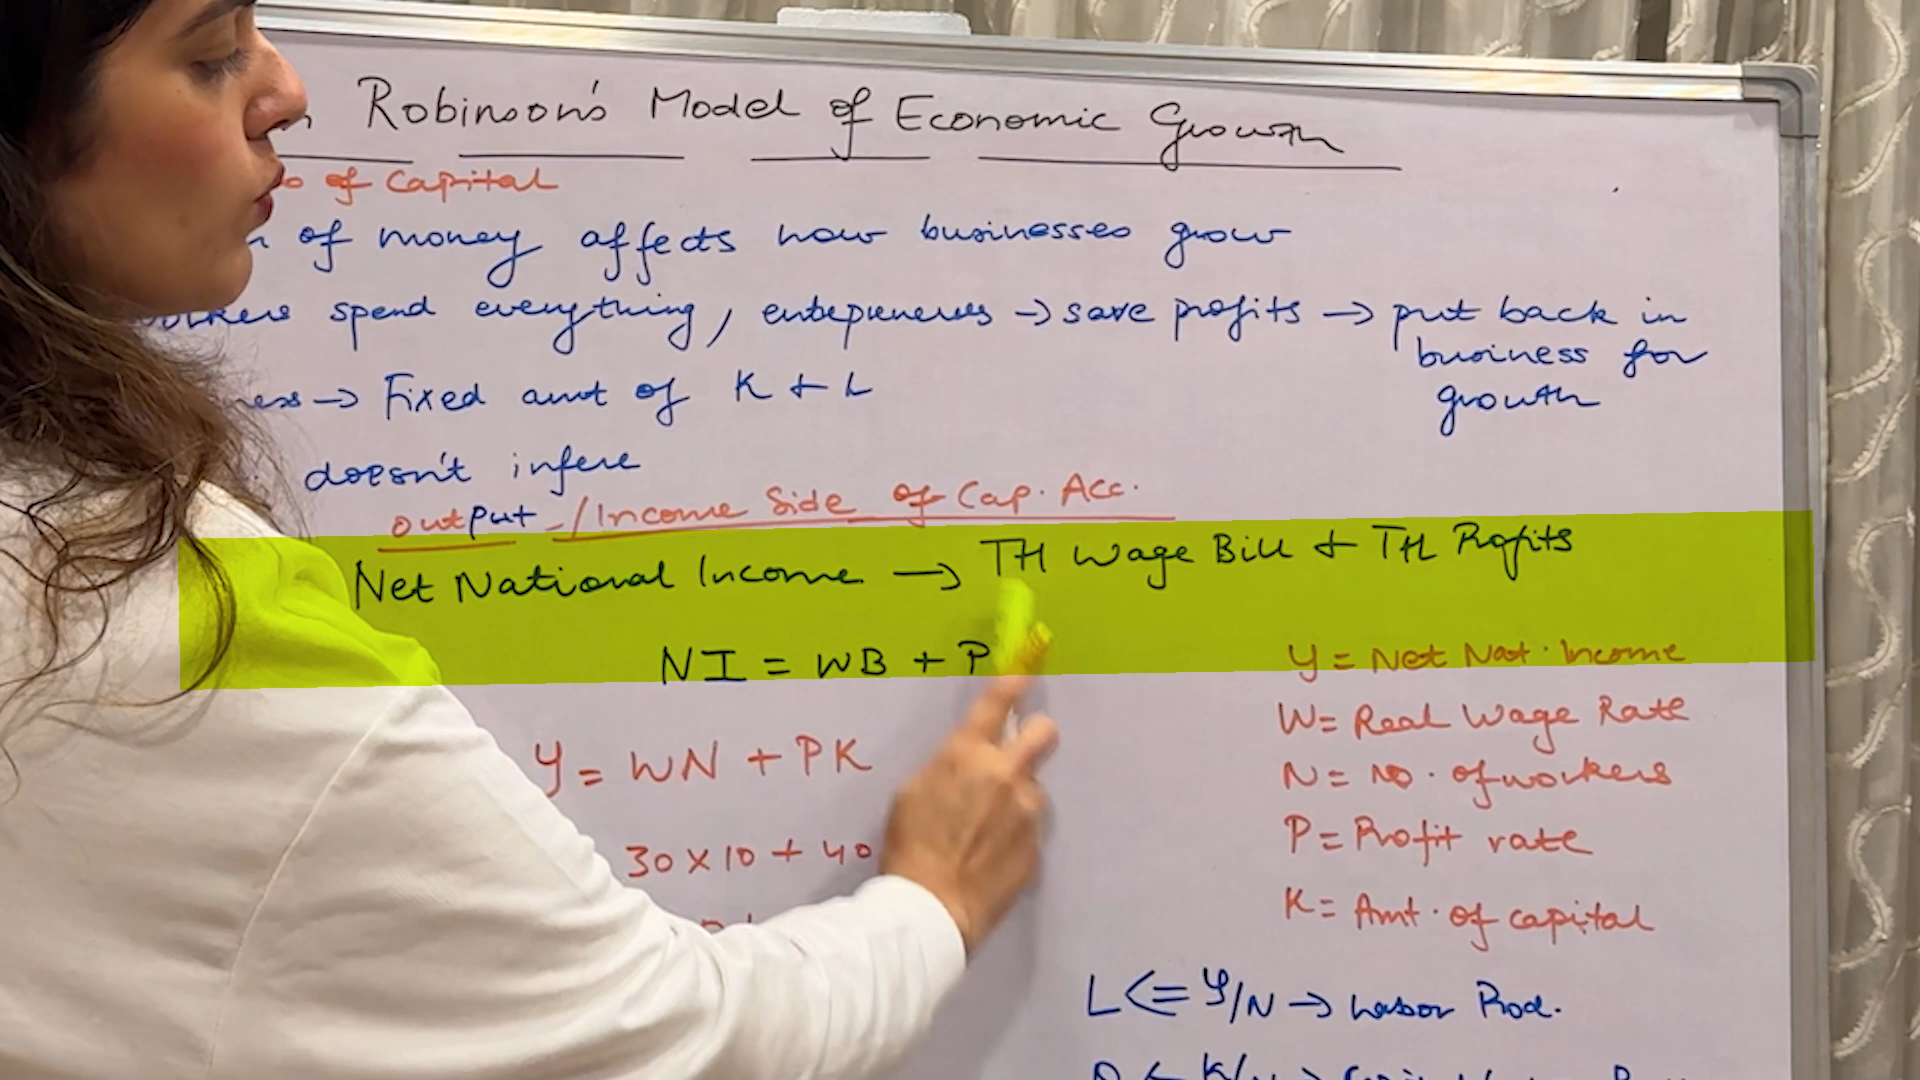 Robinson's Model of Economic Growth
of Capital
of money affects how businesses grow
spend everything, entepreneres → save profits → put back in
business for
growth
→ Fixed amt of K + L
doesn't infere
output / Income Side of Cap. Acc.
Net National Income → TH Wage Bill + TH Profits
NI = WB + P
Y = Net Nat. Income
W = Real Wage Rate
Y = WN + PK
N = No. of workers
P = Profit rate
30 x 10 + 40
K = Amt. of capital
L <= Y/N → Labor Prod.